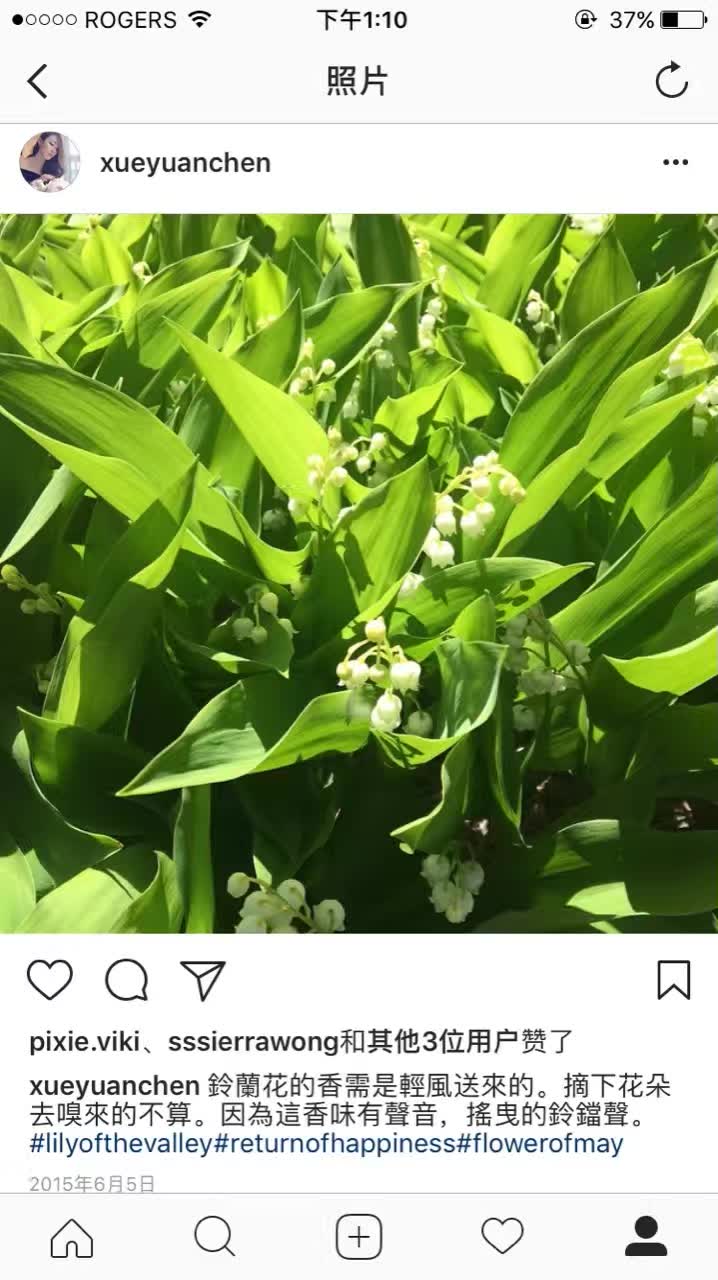 ROGERS 下午1:10 37%
照片
xueyuanchen
pixie.viki、sssierrawong和其他3位用户赞了
xueyuanchen 鈴蘭花的香需是輕風送來的。摘下花朵
去嗅來的不算。因為這香味有聲音，搖曳的鈴鐺聲。
#lilyofthevalley#returnofhappiness#flowerofmay
2015年6月5日